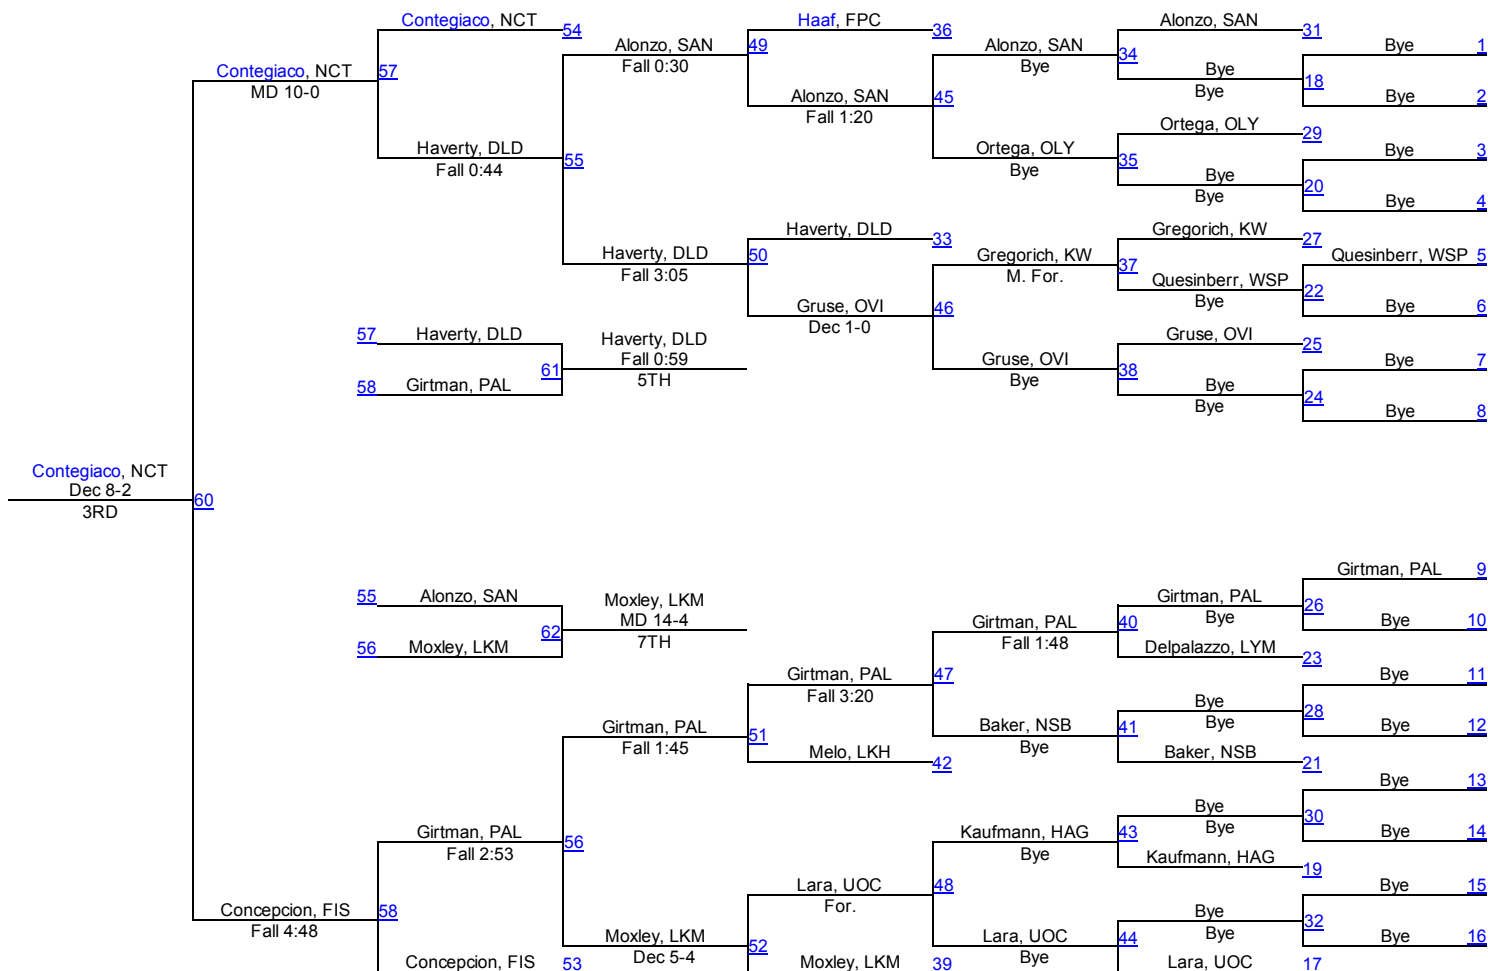 Contegiaco, NCT
54
Haaf, FPC
36
Alonzo, SAN
31
Alonzo, SAN
Fall 0:30
49
Alonzo, SAN
Bye
34
Bye
1
Contegiaco, NCT
MD 10-0
57
Bye
Bye
18
Alonzo, SAN
Fall 1:20
45
Bye
2
Ortega, OLY
29
Haverty, DLD
Fall 0:44
55
Ortega, OLY
Bye
35
Bye
3
Bye
Bye
20
Bye
4
Haverty, DLD
33
Gregorich, KW
27
Haverty, DLD
Fall 3:05
50
Gregorich, KW
M. For.
37
Quesinberr, WSP
5
Quesinberr, WSP
Bye
22
Gruse, OVI
Dec 1-0
46
Bye
6
57
Haverty, DLD
Haverty, DLD
Fall 0:59
5TH
61
Gruse, OVI
25
Gruse, OVI
Bye
38
Bye
7
58
Girtman, PAL
Bye
Bye
24
Bye
8
Contegiaco, NCT
Dec 8-2
3RD
60
Girtman, PAL
9
55
Alonzo, SAN
Moxley, LKM
MD 14-4
7TH
62
Girtman, PAL
Bye
26
Girtman, PAL
Fall 1:48
40
Bye
10
56
Moxley, LKM
Delpalazzo, LYM
23
Girtman, PAL
Fall 3:20
47
Bye
11
Bye
Bye
28
Girtman, PAL
Fall 1:45
51
Baker, NSB
Bye
41
Bye
12
Melo, LKH
42
Baker, NSB
21
Bye
13
Bye
Bye
30
Girtman, PAL
Fall 2:53
56
Kaufmann, HAG
Bye
43
Bye
14
Kaufmann, HAG
19
Lara, UOC
For.
48
Bye
15
Concepcion, FIS
Fall 4:48
58
Bye
Bye
32
Moxley, LKM
Dec 5-4
52
Lara, UOC
Bye
44
Bye
16
Concepcion, FIS
53
Moxley, LKM
39
Lara, UOC
17